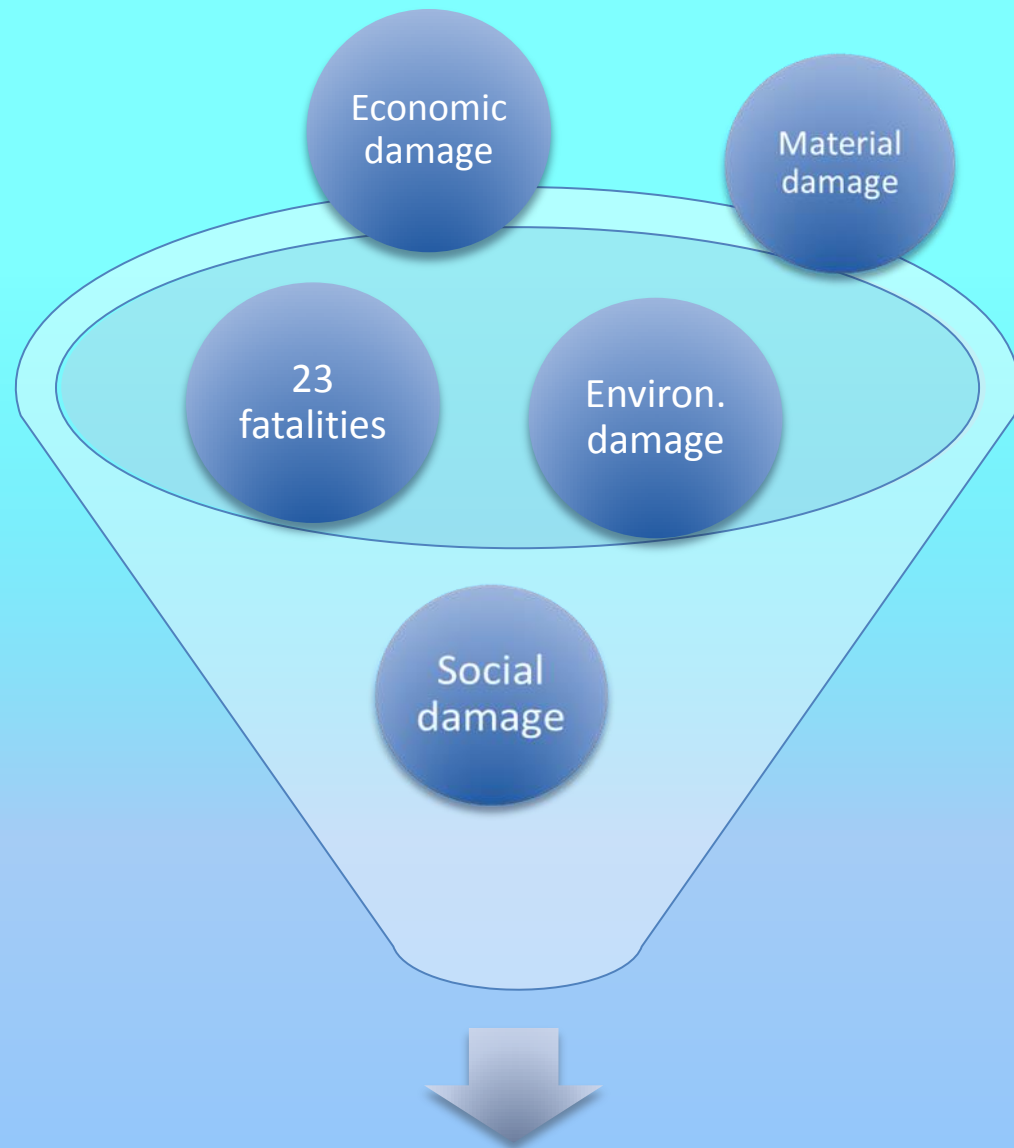 Economic
damage
Material
damage
23
fatalities
Environ.
damage
Social
damage